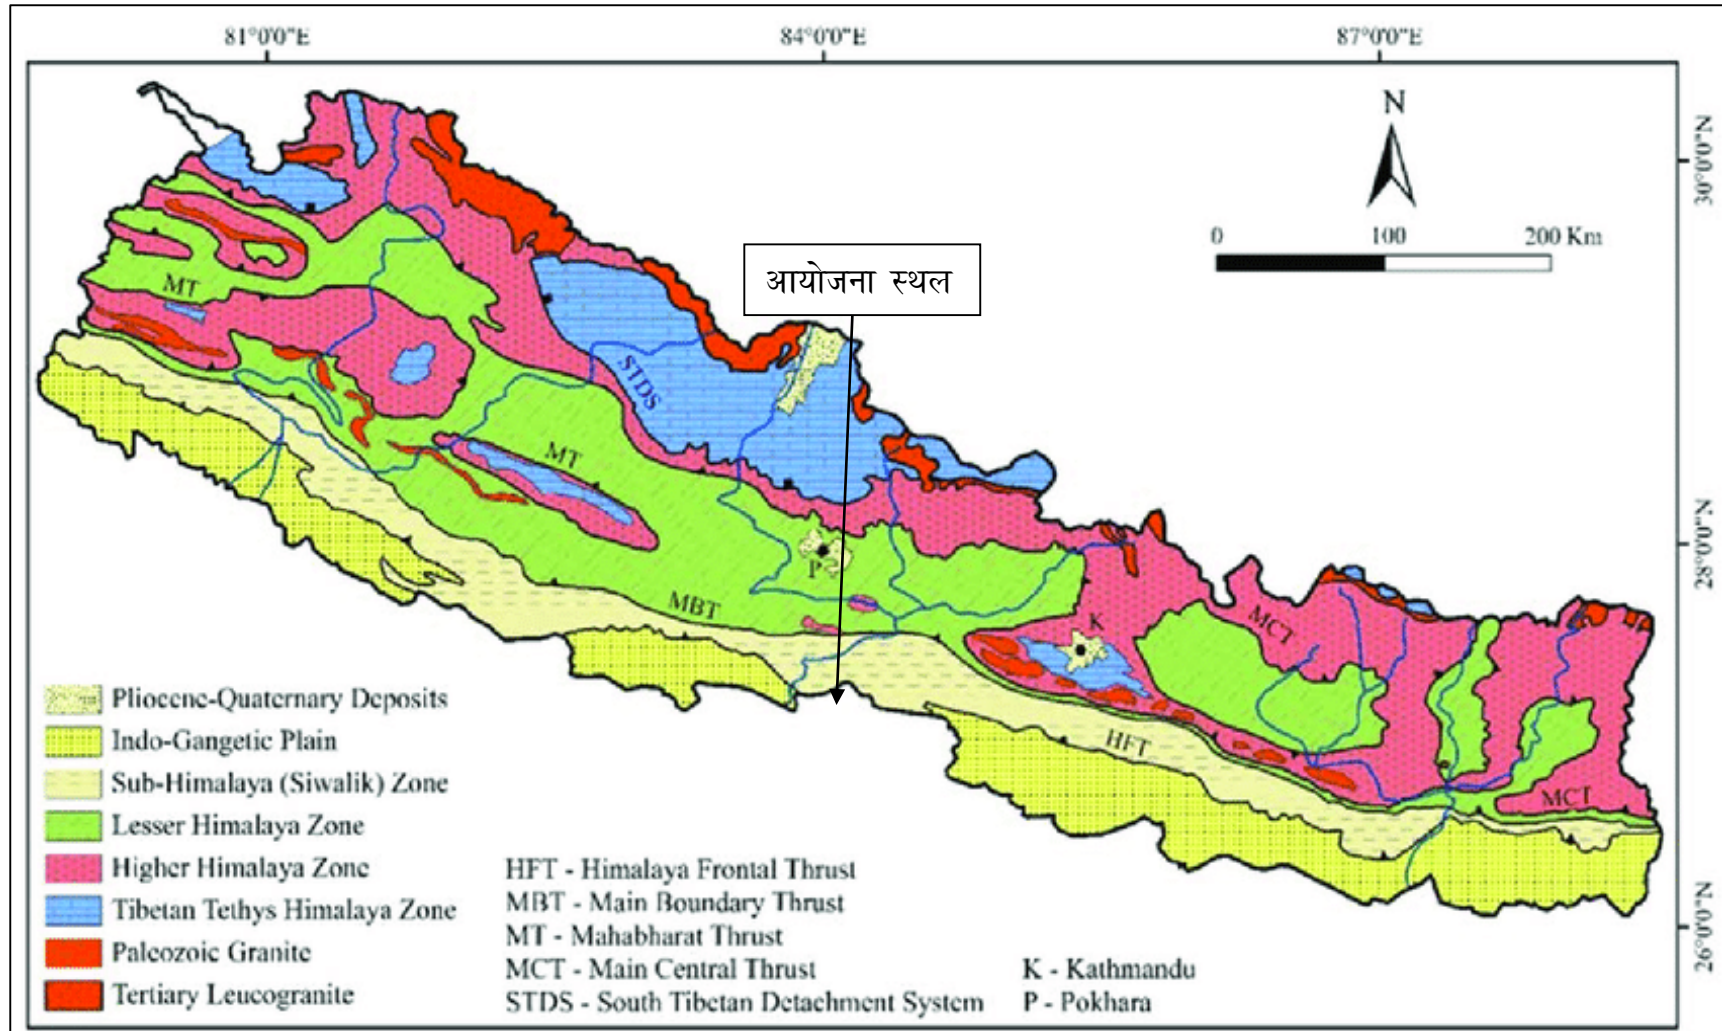 81°0'0"E 84°0'0"E 87°0'0"E
N
30°0'0"N
0 100 200 Km
आयोजना स्थल
MT
STDS
MT
28°0'0"N
P
MBT
K
MCT
HFT
MCT
Pliocene-Quaternary Deposits
Indo-Gangetic Plain
Sub-Himalaya (Siwalik) Zone
Lesser Himalaya Zone
Higher Himalaya Zone
Tibetan Tethys Himalaya Zone
Paleozoic Granite
Tertiary Leucogranite
HFT - Himalaya Frontal Thrust
MBT - Main Boundary Thrust
MT - Mahabharat Thrust
MCT - Main Central Thrust
STDS - South Tibetan Detachment System
K - Kathmandu
P - Pokhara
26°0'0"N